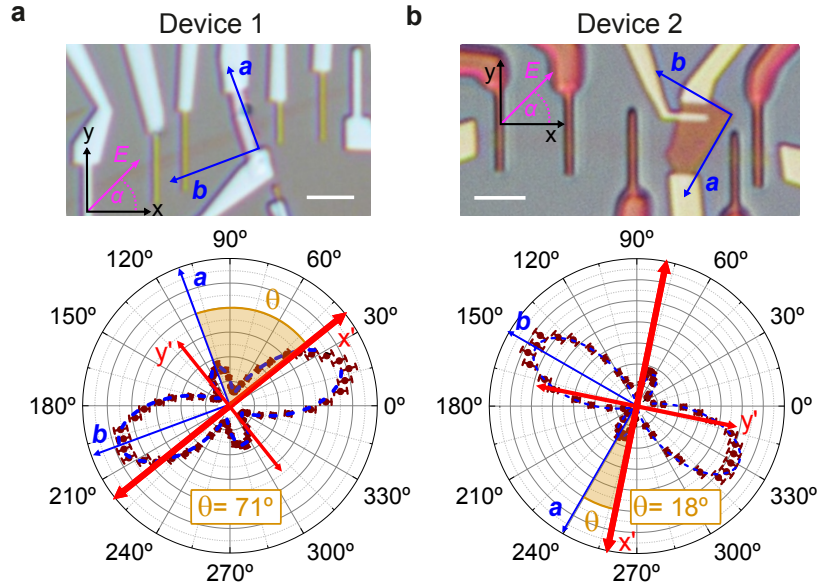 a
Device 1
a
y
E
α
b
x
90º
120º
60º
a
θ
150º
30º
y'
x'
180º
0º
b
210º
330º
θ= 71º
240º
300º
270º
b
Device 2
y
E
b
α
x
a
90º
120º
60º
150º
30º
b
180º
0º
y'
210º
330º
a
θ
θ= 18º
x'
240º
300º
270º